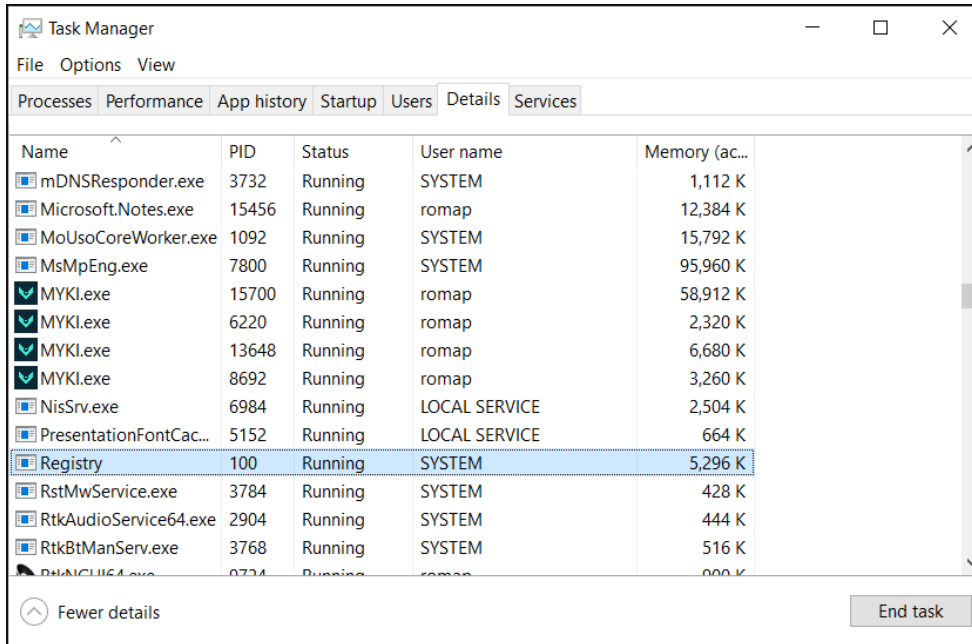 Task Manager
File Options View
Processes Performance App history Startup Users Details Services
Name PID Status User name Memory (ac...
mDNSResponder.exe 3732 Running SYSTEM 1,112 K
Microsoft.Notes.exe 15456 Running romap 12,384 K
MoUsoCoreWorker.exe 1092 Running SYSTEM 15,792 K
MsMpEng.exe 7800 Running SYSTEM 95,960 K
MYKI.exe 15700 Running romap 58,912 K
MYKI.exe 6220 Running romap 2,320 K
MYKI.exe 13648 Running romap 6,680 K
MYKI.exe 8692 Running romap 3,260 K
NisSrv.exe 6984 Running LOCAL SERVICE 2,504 K
PresentationFontCac... 5152 Running LOCAL SERVICE 664 K
Registry 100 Running SYSTEM 5,296 K
RstMwService.exe 3784 Running SYSTEM 428 K
RtkAudioService64.exe 2904 Running SYSTEM 444 K
RtkBtManServ.exe 3768 Running SYSTEM 516 K
Running romap
Fewer details End task